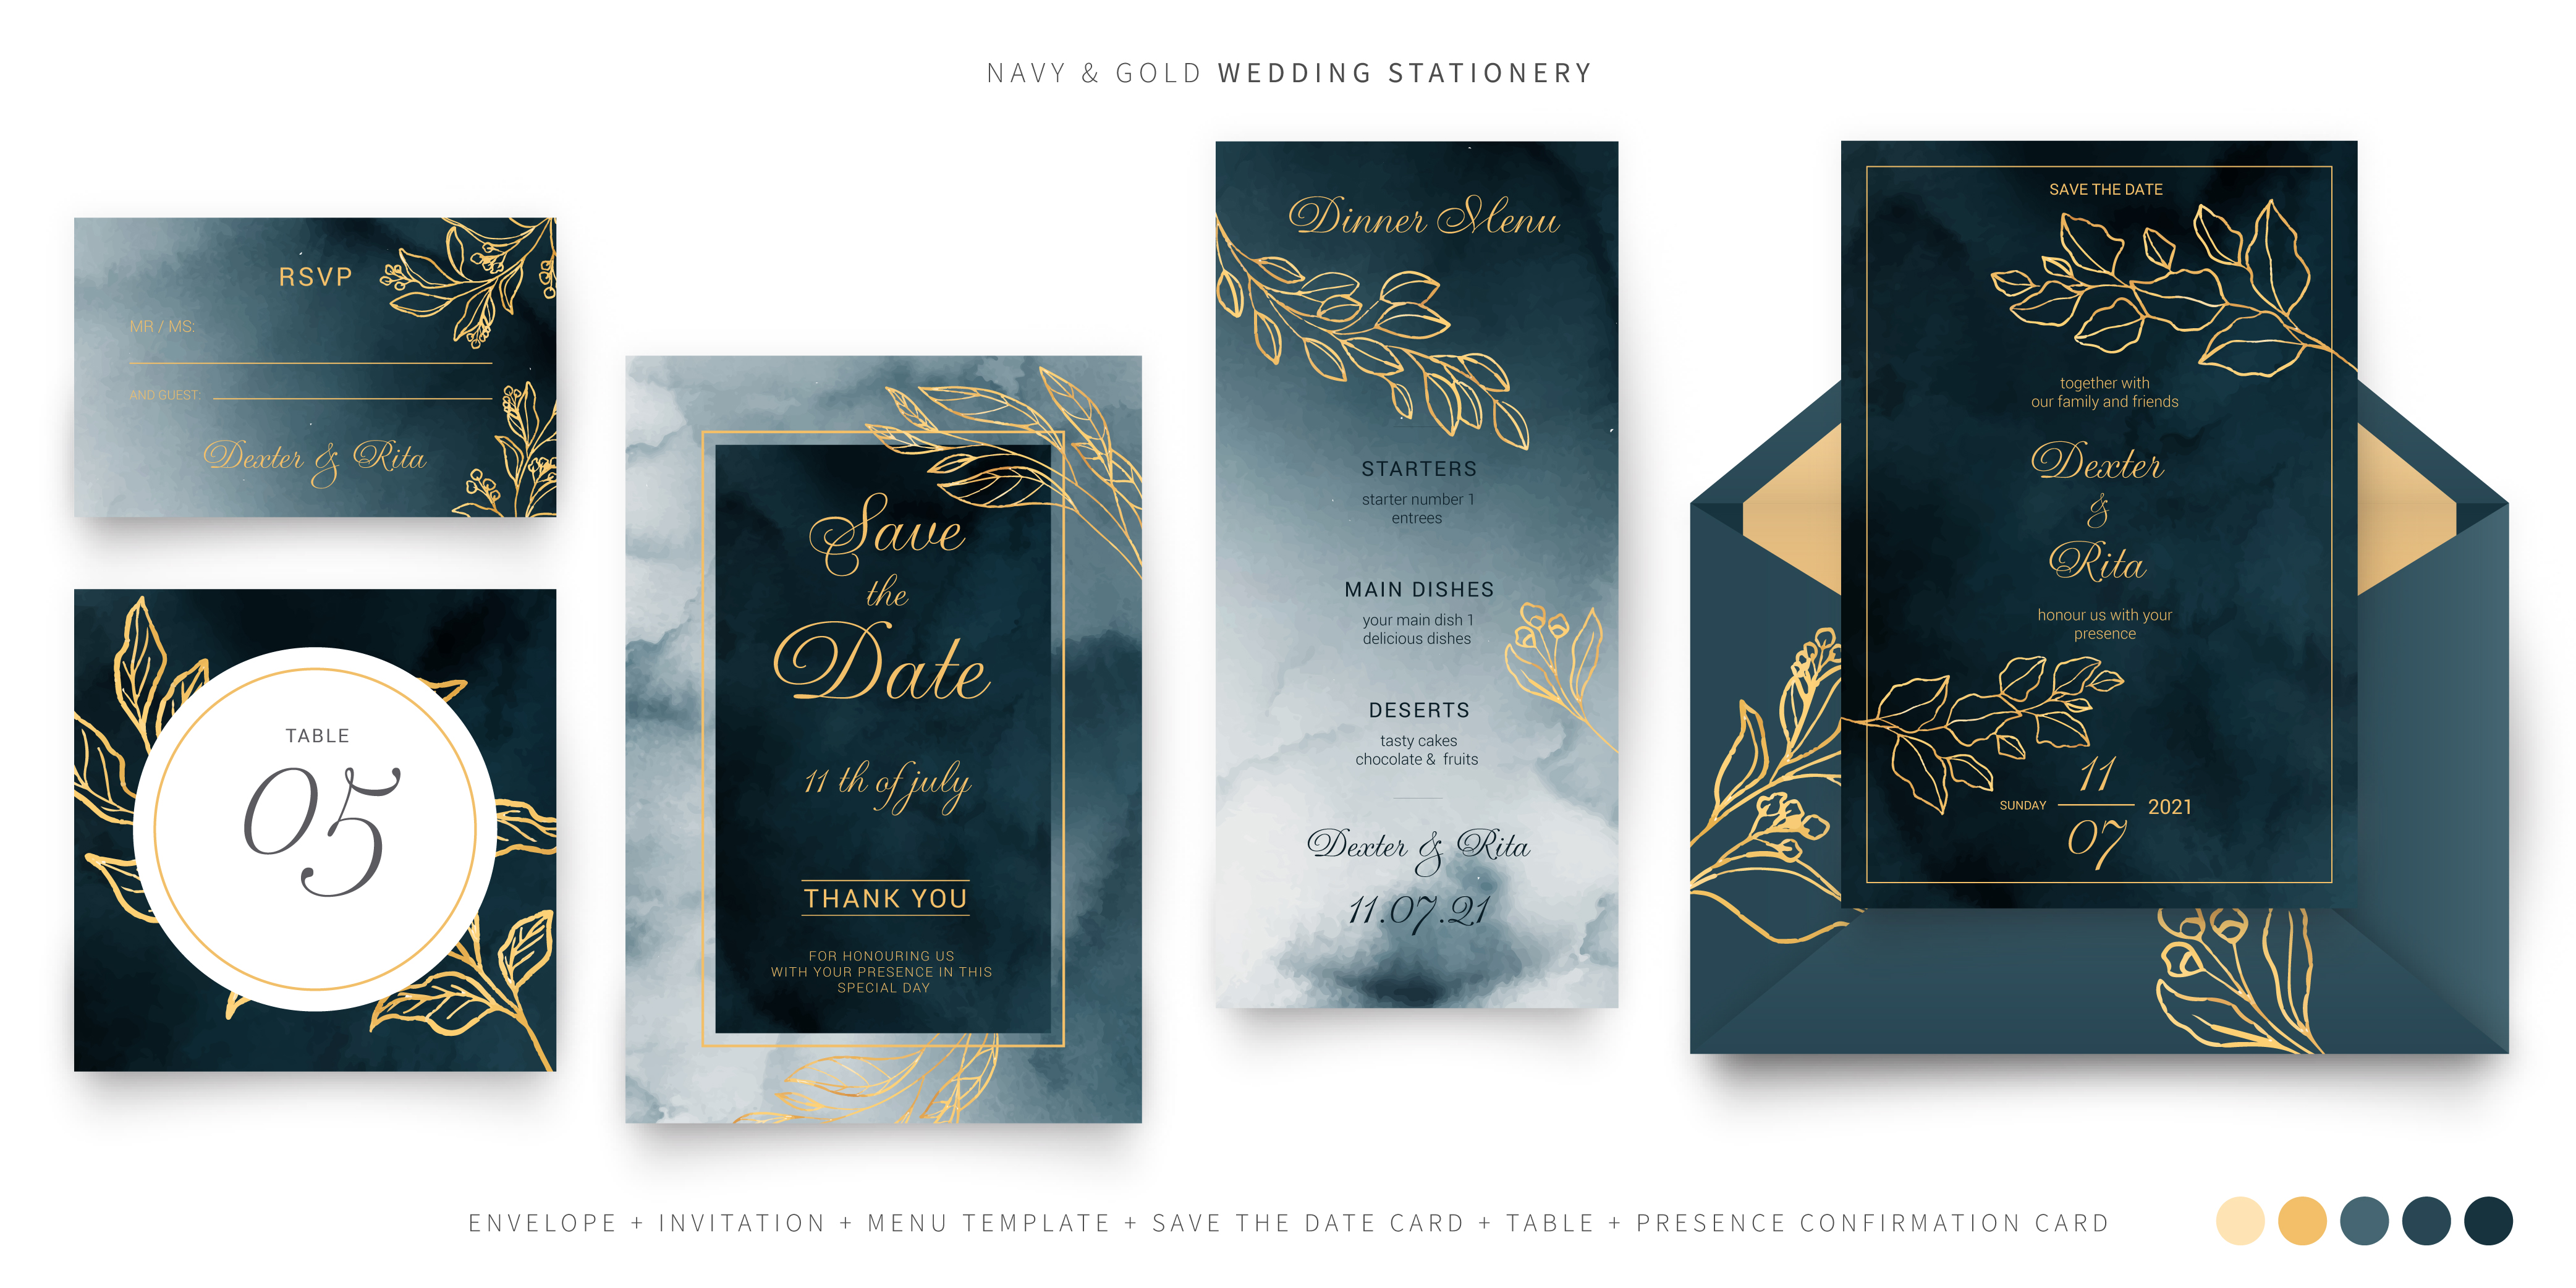 NAVY & GOLD WEDDING STATIONERY
RSVP
MR / MS:
AND GUEST:
Dexter & Rita
TABLE
05
Save
the
Date
11 th of july
THANK YOU
FOR HONOURING US
WITH YOUR PRESENCE IN THIS
SPECIAL DAY
Dinner Menu
STARTERS
starter number 1
entrees
MAIN DISHES
your main dish 1
delicious dishes
DESERTS
tasty cakes
chocolate & fruits
Dexter & Rita
11.07.21
SAVE THE DATE
together with
our family and friends
Dexter
&
Rita
honour us with your
presence
11
SUNDAY 2021
07
ENVELOPE + INVITATION + MENU TEMPLATE + SAVE THE DATE CARD + TABLE + PRESENCE CONFIRMATION CARD